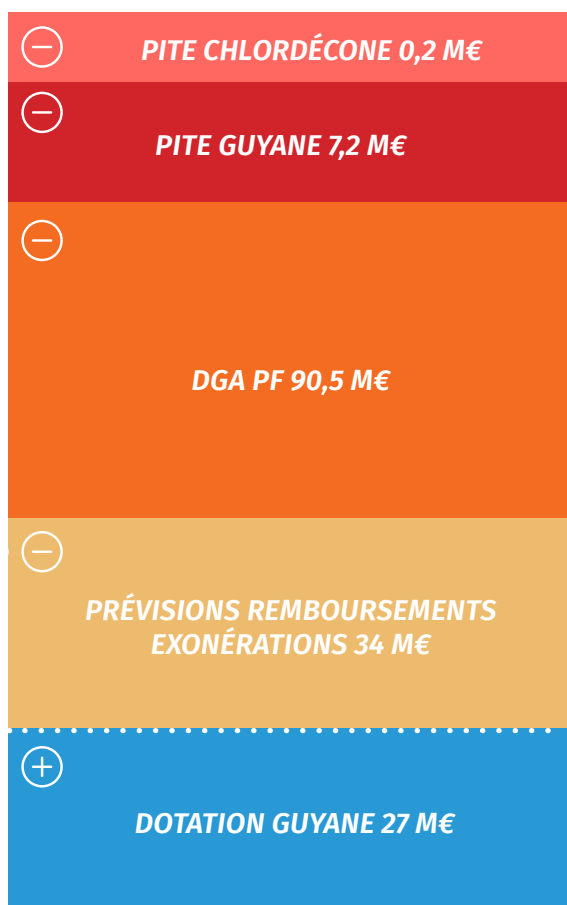 PITE CHLORDÉCONE 0,2 M€
PITE GUYANE 7,2 M€
DGA PF 90,5 M€
PRÉVISIONS REMBOURSEMENTS
EXONÉRATIONS 34 M€
DOTATION GUYANE 27 M€